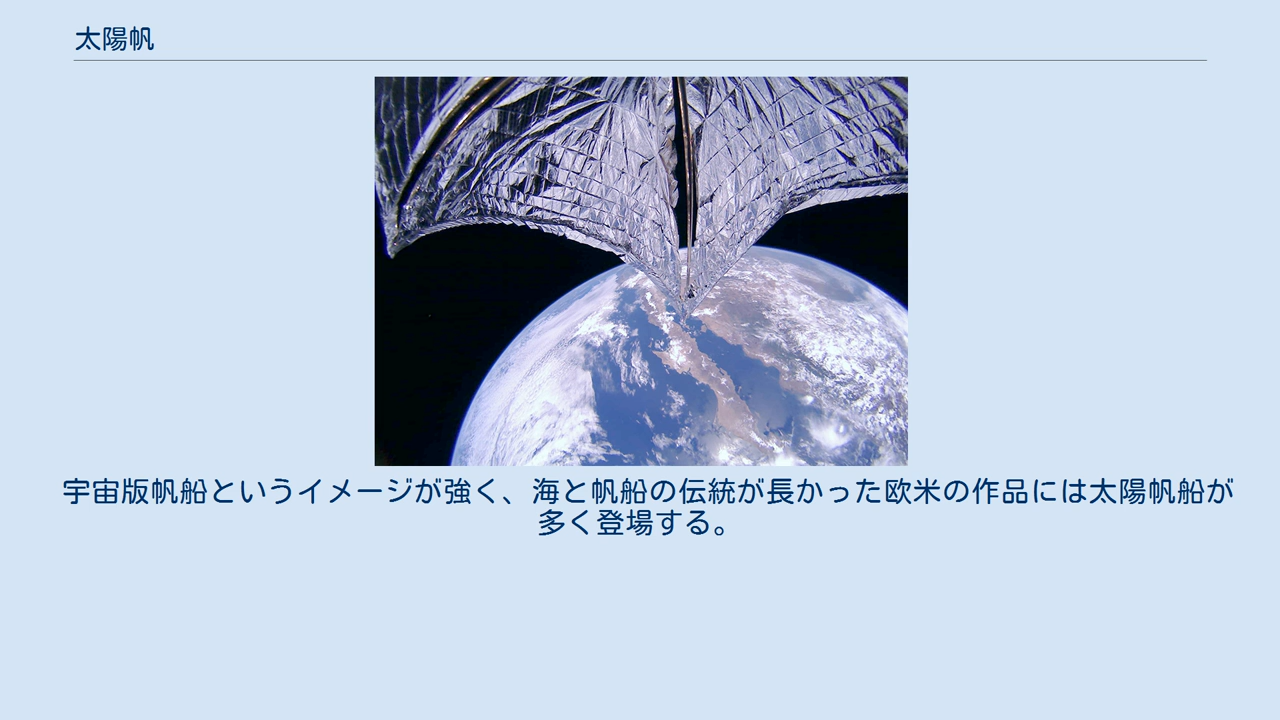 太陽帆
宇宙版帆船というイメージが強く、海と帆船の伝統が長かった欧米の作品には太陽帆船が
多く登場する。